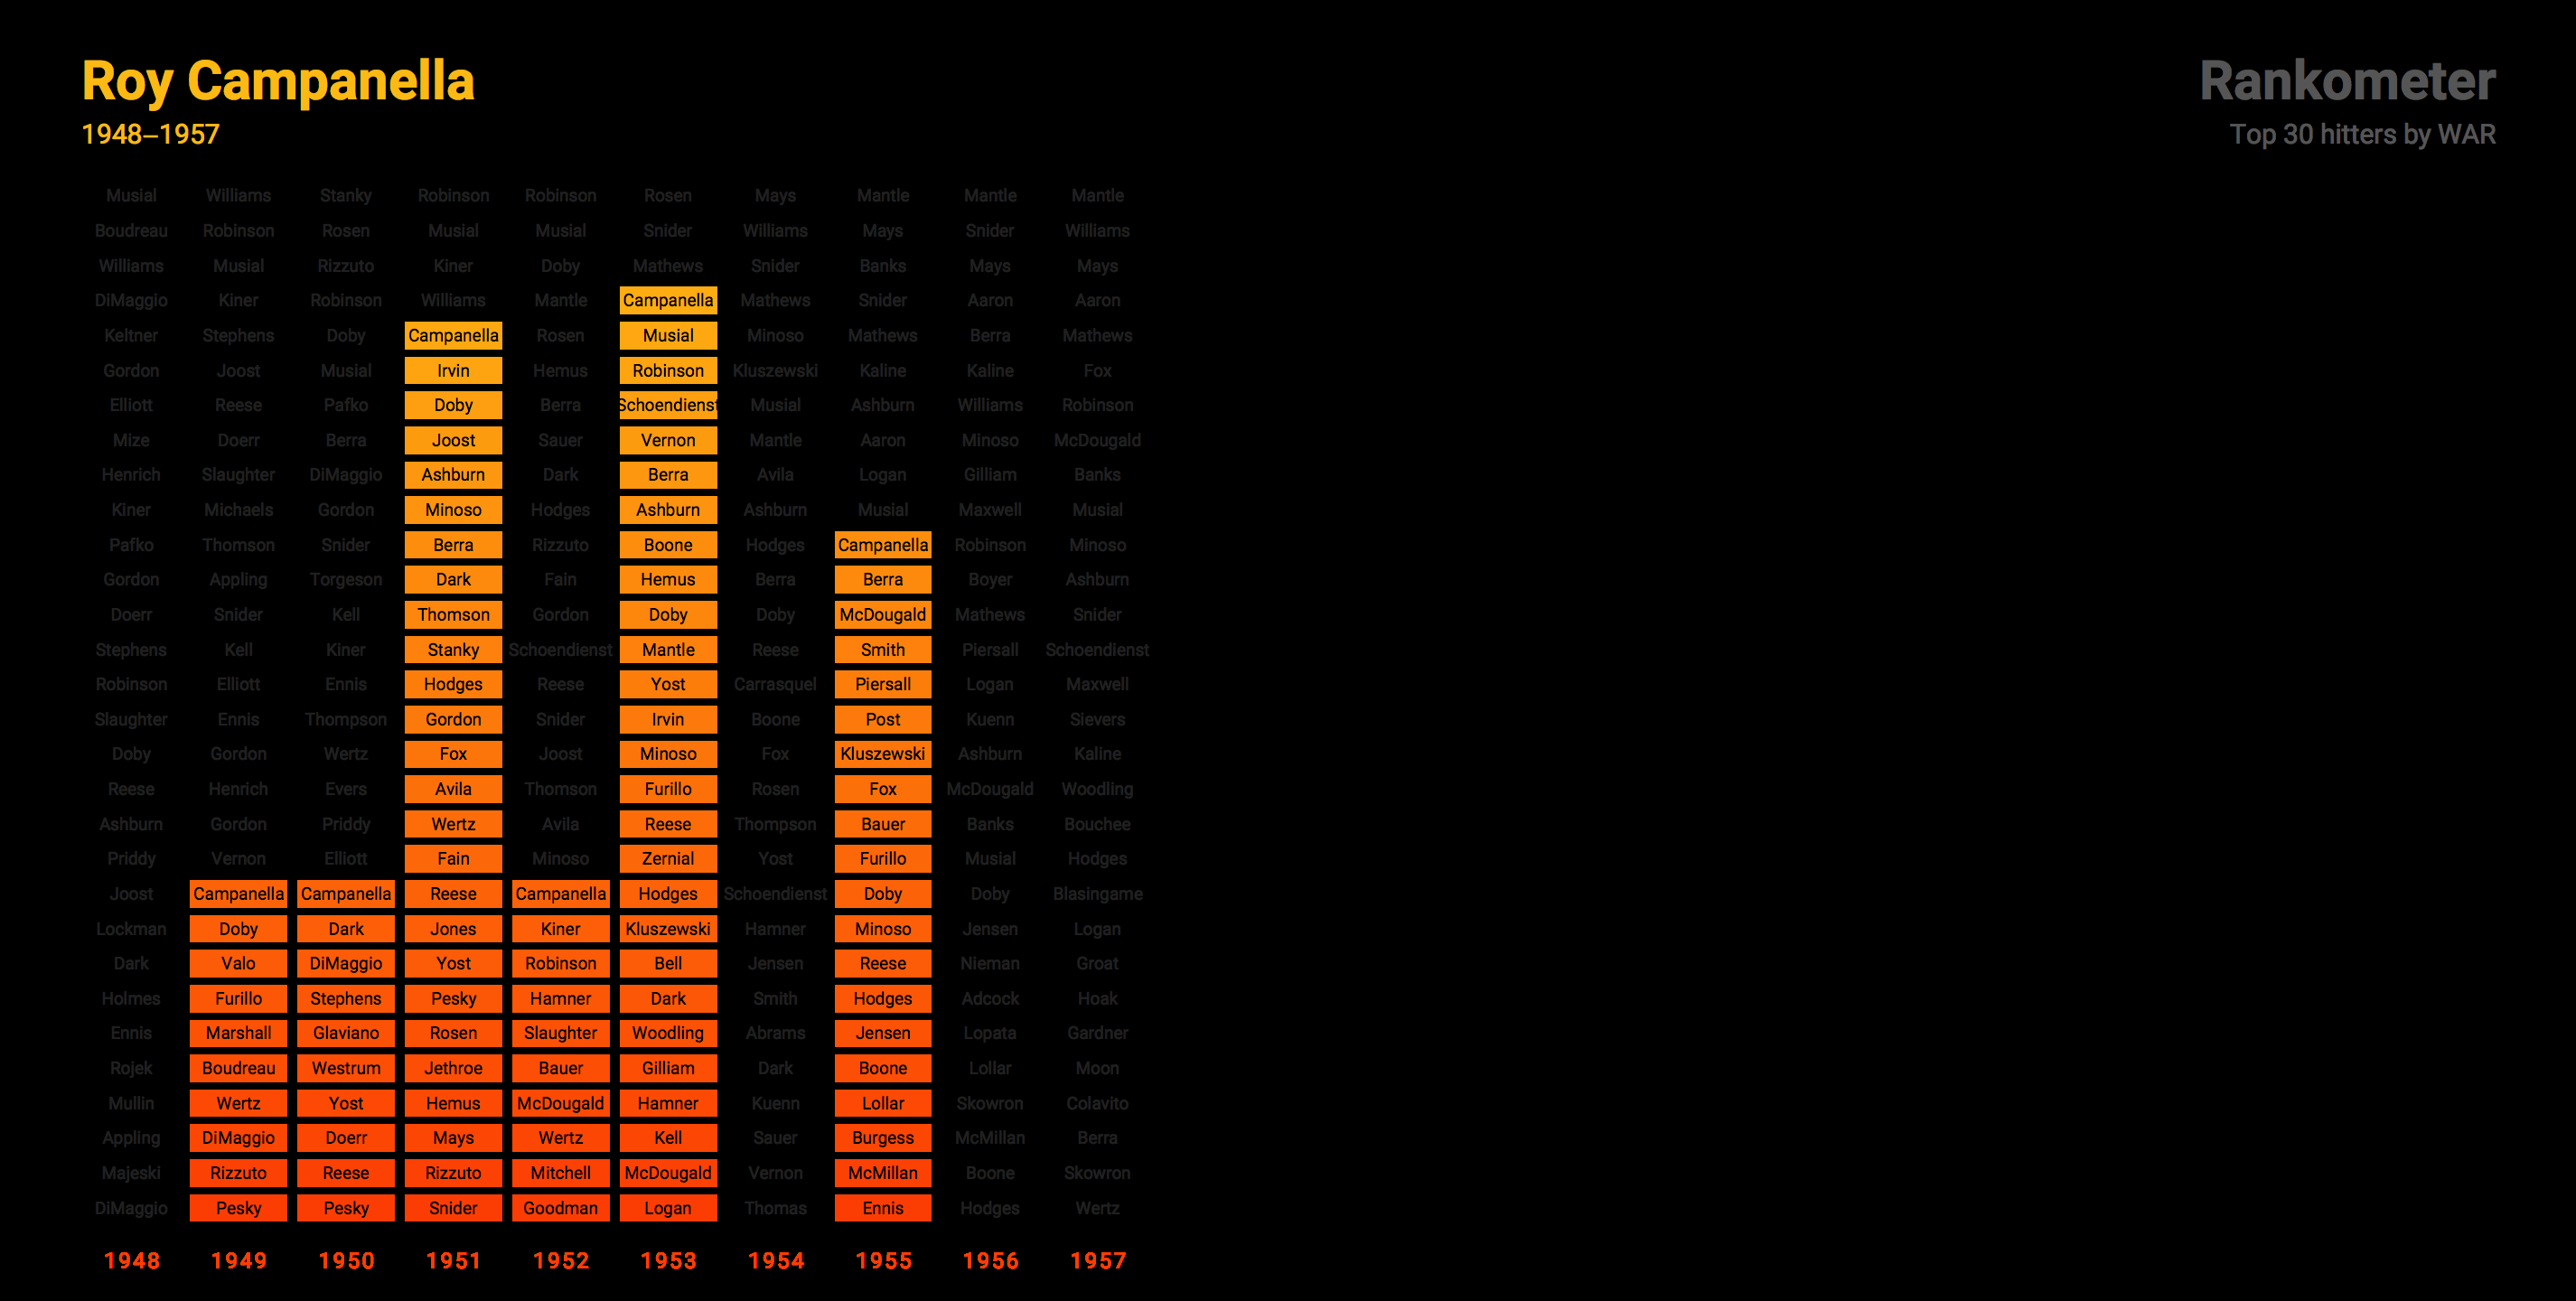 Roy Campanella
1948–1957
Rankometer
Top 30 hitters by WAR
Musial Williams Stanky Robinson Robinson Rosen Mays Mantle Mantle Mantle
Boudreau Robinson Rosen Musial Musial Snider Williams Mays Snider Williams
Williams Musial Rizzuto Kiner Doby Mathews Snider Banks Mays Mays
DiMaggio Kiner Robinson Williams Mantle Campanella Mathews Snider Aaron Aaron
Keltner Stephens Doby Campanella Rosen Musial Minoso Mathews Berra Mathews
Gordon Joost Musial Irvin Hemus Robinson Kluszewski Kaline Kaline Fox
Elliott Reese Pafko Doby Berra Schoendienst Musial Ashburn Williams Robinson
Mize Doerr Berra Joost Sauer Vernon Mantle Aaron Minoso McDougald
Henrich Slaughter DiMaggio Ashburn Dark Berra Avila Logan Gilliam Banks
Kiner Michaels Gordon Minoso Hodges Ashburn Ashburn Musial Maxwell Musial
Pafko Thomson Snider Berra Rizzuto Boone Hodges Campanella Robinson Minoso
Gordon Appling Torgeson Dark Fain Hemus Berra Berra Boyer Ashburn
Doerr Snider Kell Thomson Gordon Doby Doby McDougald Mathews Snider
Stephens Kell Kiner Stanky Schoendienst Mantle Reese Smith Piersall Schoendienst
Robinson Elliott Ennis Hodges Reese Yost Carrasquel Piersall Logan Maxwell
Slaughter Ennis Thompson Gordon Snider Irvin Boone Post Kuenn Sievers
Doby Gordon Wertz Fox Joost Minoso Fox Kluszewski Ashburn Kaline
Reese Henrich Evers Avila Thomson Furillo Rosen Fox McDougald Woodling
Ashburn Gordon Priddy Wertz Avila Reese Thompson Bauer Banks Bouchee
Priddy Vernon Elliott Fain Minoso Zernial Yost Furillo Musial Hodges
Joost Campanella Campanella Reese Campanella Hodges Schoendienst Doby Doby Blasingame
Lockman Doby Dark Jones Kiner Kluszewski Hamner Minoso Jensen Logan
Dark Valo DiMaggio Yost Robinson Bell Jensen Reese Nieman Groat
Holmes Furillo Stephens Pesky Hamner Dark Smith Hodges Adcock Hoak
Ennis Marshall Glaviano Rosen Slaughter Woodling Abrams Jensen Lopata Gardner
Rojek Boudreau Westrum Jethroe Bauer Gilliam Dark Boone Lollar Moon
Mullin Wertz Yost Hemus McDougald Hamner Kuenn Lollar Skowron Colavito
Appling DiMaggio Doerr Mays Wertz Kell Sauer Burgess McMillan Berra
Majeski Rizzuto Reese Rizzuto Mitchell McDougald Vernon McMillan Boone Skowron
DiMaggio Pesky Pesky Snider Goodman Logan Thomas Ennis Hodges Wertz
1948 1949 1950 1951 1952 1953 1954 1955 1956 1957